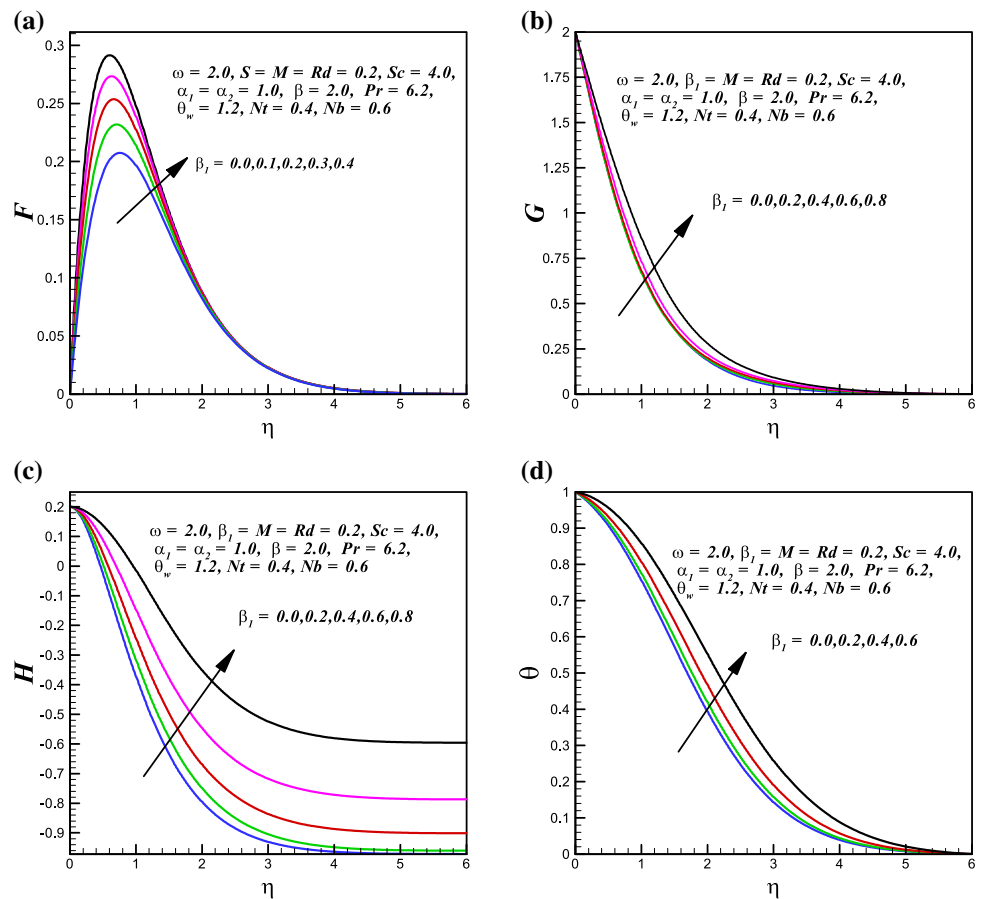 (a)
0.3
0.25
0.2
0.15
0.1
0.05
0
F
ω = 2.0, S = M = Rd = 0.2, Sc = 4.0,
α₁ = α₂ = 1.0, β = 2.0, Pr = 6.2,
θ_w = 1.2, Nt = 0.4, Nb = 0.6
β₁ = 0.0,0.1,0.2,0.3,0.4
0 1 2 3 4 5 6
η
(b)
2
1.75
1.5
1.25
1
0.75
0.5
0.25
0
G
ω = 2.0, β₁ = M = Rd = 0.2, Sc = 4.0,
α₁ = α₂ = 1.0, β = 2.0, Pr = 6.2,
θ_w = 1.2, Nt = 0.4, Nb = 0.6
β₁ = 0.0,0.2,0.4,0.6,0.8
0 1 2 3 4 5 6
η
(c)
0.2
0.1
0
-0.1
-0.2
-0.3
-0.4
-0.5
-0.6
-0.7
-0.8
-0.9
H
ω = 2.0, β₁ = M = Rd = 0.2, Sc = 4.0,
α₁ = α₂ = 1.0, β = 2.0, Pr = 6.2,
θ_w = 1.2, Nt = 0.4, Nb = 0.6
β₁ = 0.0,0.2,0.4,0.6,0.8
0 1 2 3 4 5 6
η
(d)
1
0.9
0.8
0.7
0.6
0.5
0.4
0.3
0.2
0.1
0
θ
ω = 2.0, β₁ = M = Rd = 0.2, Sc = 4.0,
α₁ = α₂ = 1.0, β = 2.0, Pr = 6.2,
θ_w = 1.2, Nt = 0.4, Nb = 0.6
β₁ = 0.0,0.2,0.4,0.6
0 1 2 3 4 5 6
η